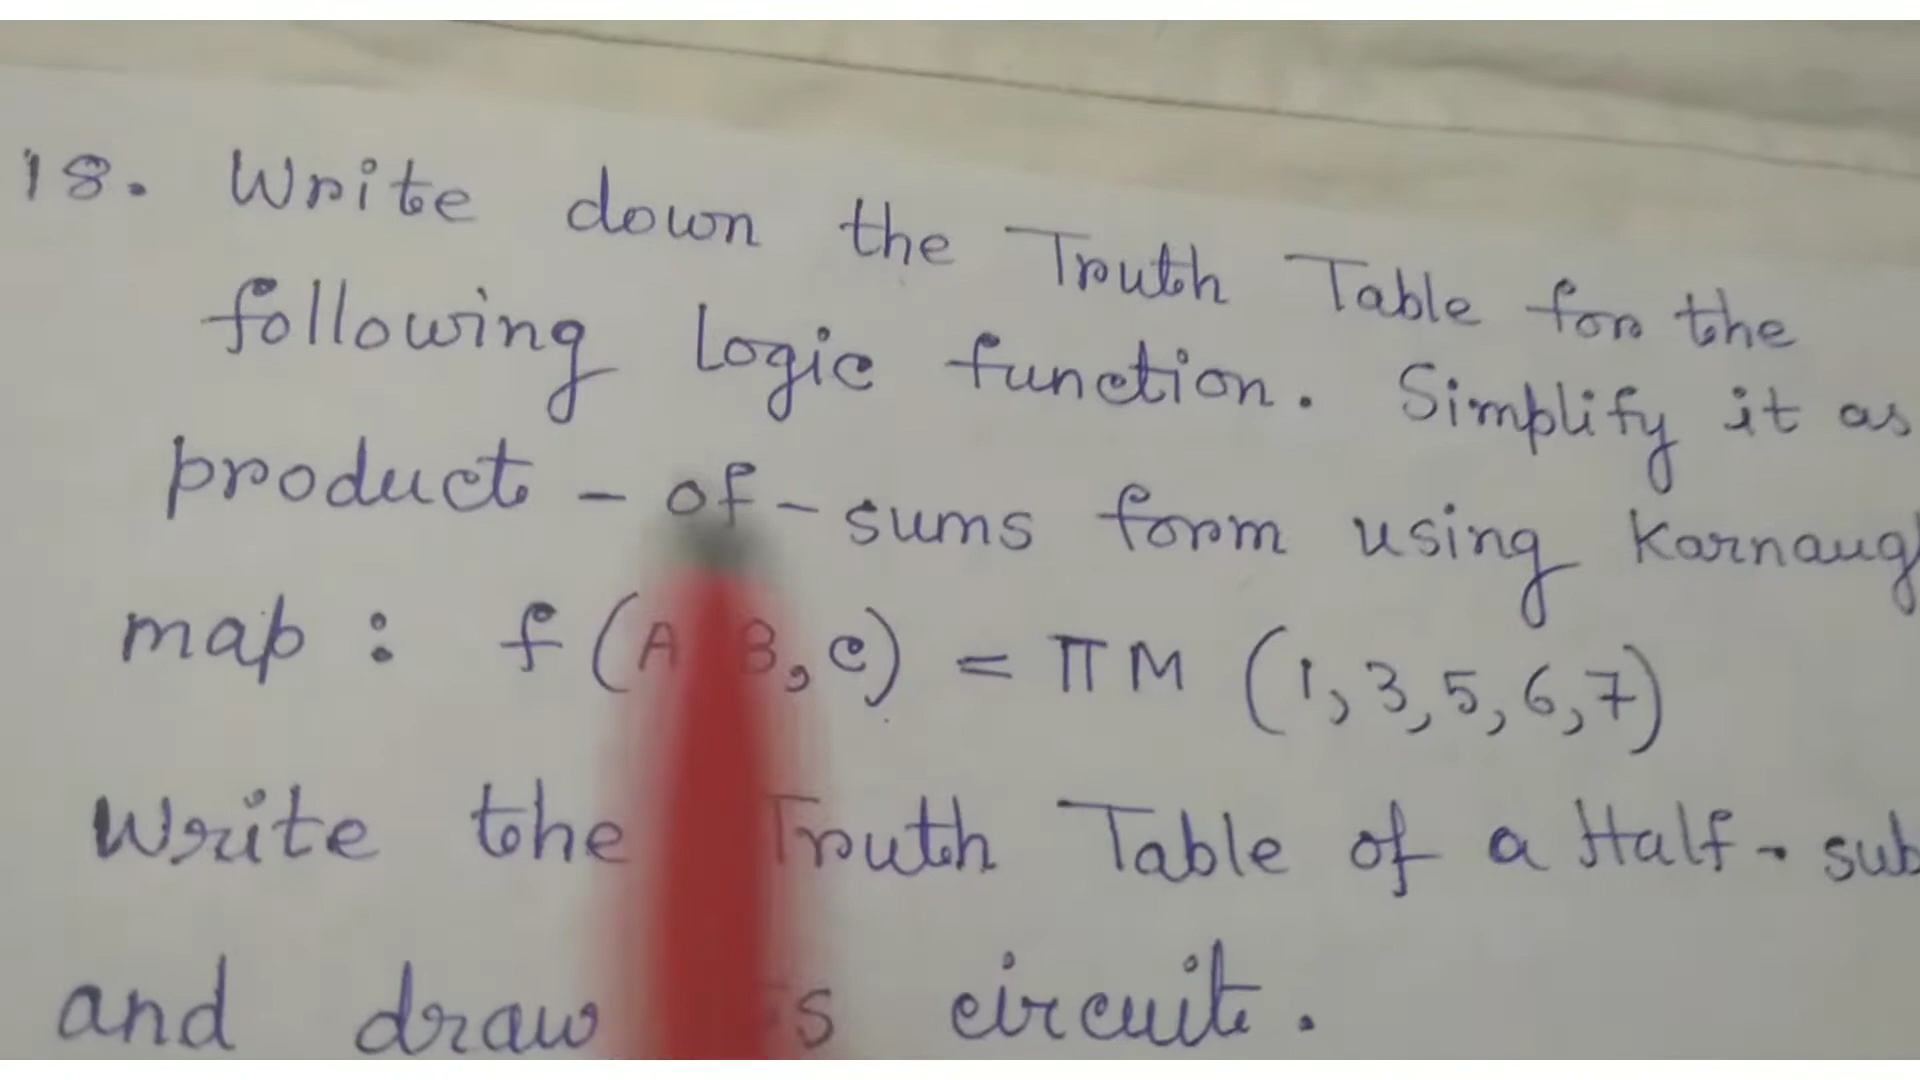 18. Write down the Truth Table for the
following Logic function. Simplify it as
product - of - sums form using Karnaug
map : f (A B, C) = ΠM (1, 3, 5, 6, 7)
Write the Truth Table of a Half - sub
and draw circuit.